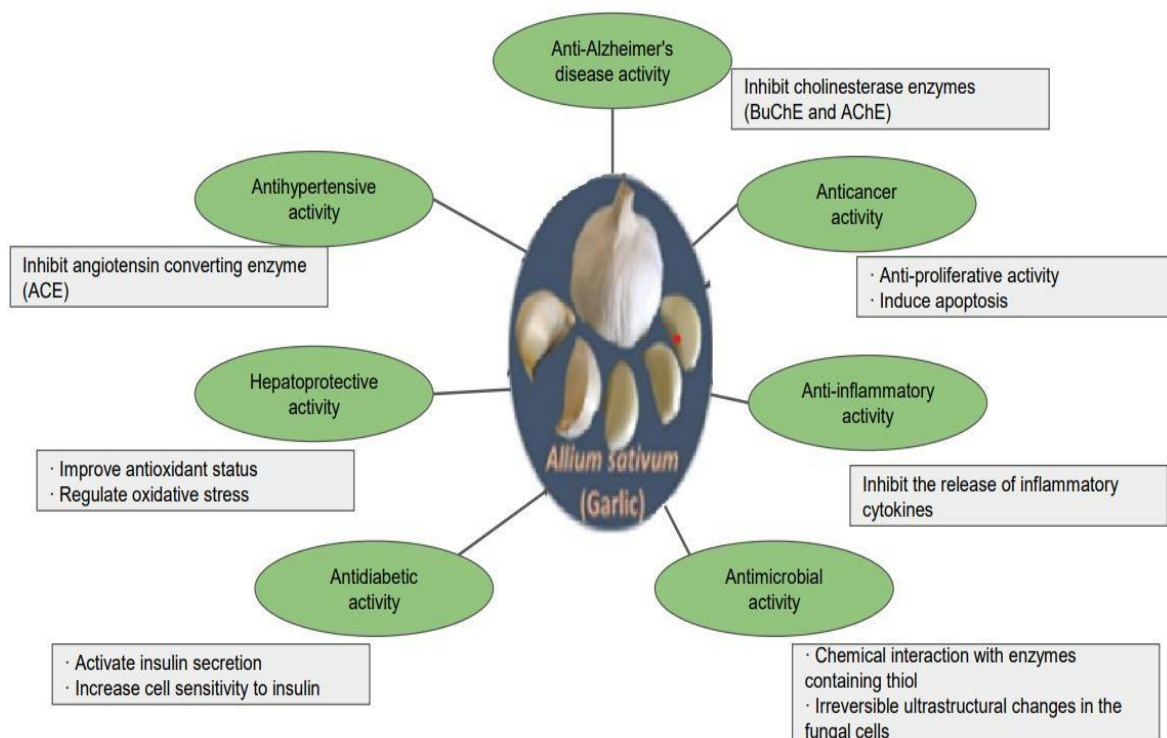 Anti-Alzheimer's
disease activity
Inhibit cholinesterase enzymes
(BuChE and AChE)
Antihypertensive
activity
Inhibit angiotensin converting enzyme
(ACE)
Anticancer
activity
· Anti-proliferative activity
· Induce apoptosis
Hepatoprotective
activity
· Improve antioxidant status
· Regulate oxidative stress
Anti-inflammatory
activity
Inhibit the release of inflammatory
cytokines
Allium sativum
(Garlic)
Antidiabetic
activity
· Activate insulin secretion
· Increase cell sensitivity to insulin
Antimicrobial
activity
· Chemical interaction with enzymes
containing thiol
· Irreversible ultrastructural changes in the
fungal cells